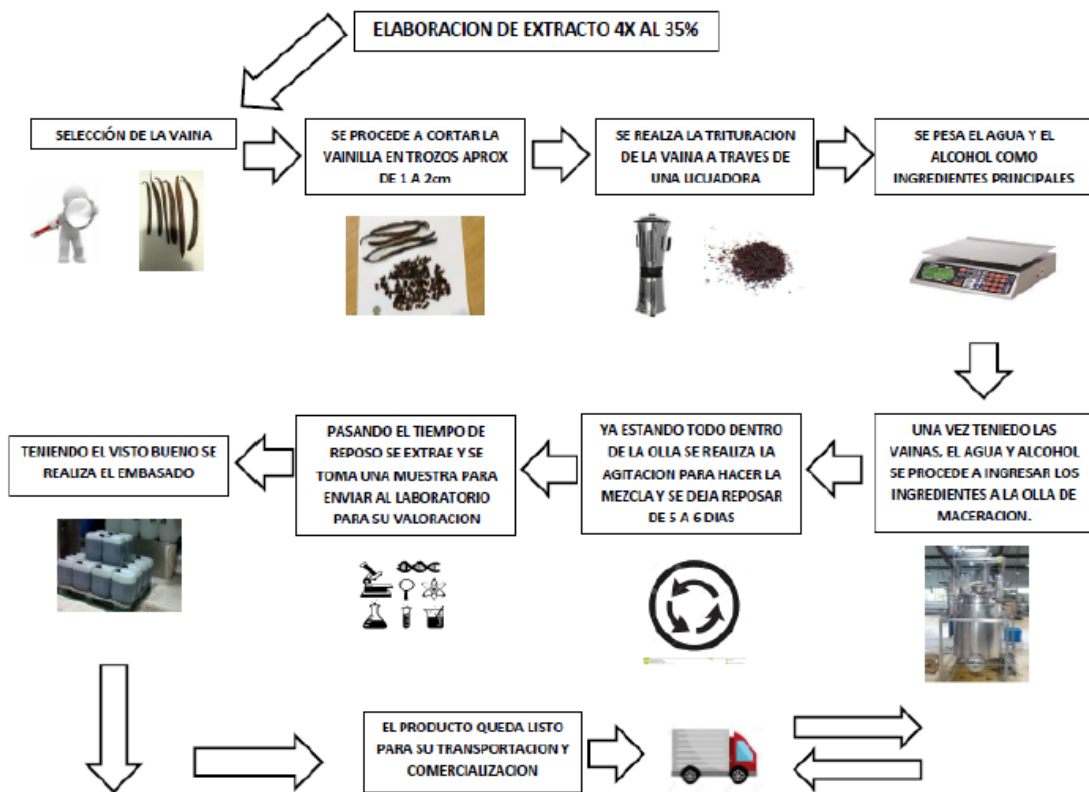 ELABORACION DE EXTRACTO 4X AL 35%
SELECCIÓN DE LA VAINA
SE PROCEDE A CORTAR LA
VAINILLA EN TROZOS APROX
DE 1 A 2cm
SE REALZA LA TRITURACION
DE LA VAINA A TRAVES DE
UNA LICUADORA
SE PESA EL AGUA Y EL
ALCOHOL COMO
INGREDIENTES PRINCIPALES
UNA VEZ TENIEDO LAS
VAINAS, EL AGUA Y ALCOHOL
SE PROCEDE A INGRESAR LOS
INGREDIENTES A LA OLLA DE
MACERACION.
YA ESTANDO TODO DENTRO
DE LA OLLA SE REALIZA LA
AGITACION PARA HACER LA
MEZCLA Y SE DEJA REPOSAR
DE 5 A 6 DIAS
PASANDO EL TIEMPO DE
REPOSO SE EXTRAE Y SE
TOMA UNA MUESTRA PARA
ENVIAR AL LABORATORIO
PARA SU VALORACION
TENIENDO EL VISTO BUENO SE
REALIZA EL EMBASADO
EL PRODUCTO QUEDA LISTO
PARA SU TRANSPORTACION Y
COMERCIALIZACION